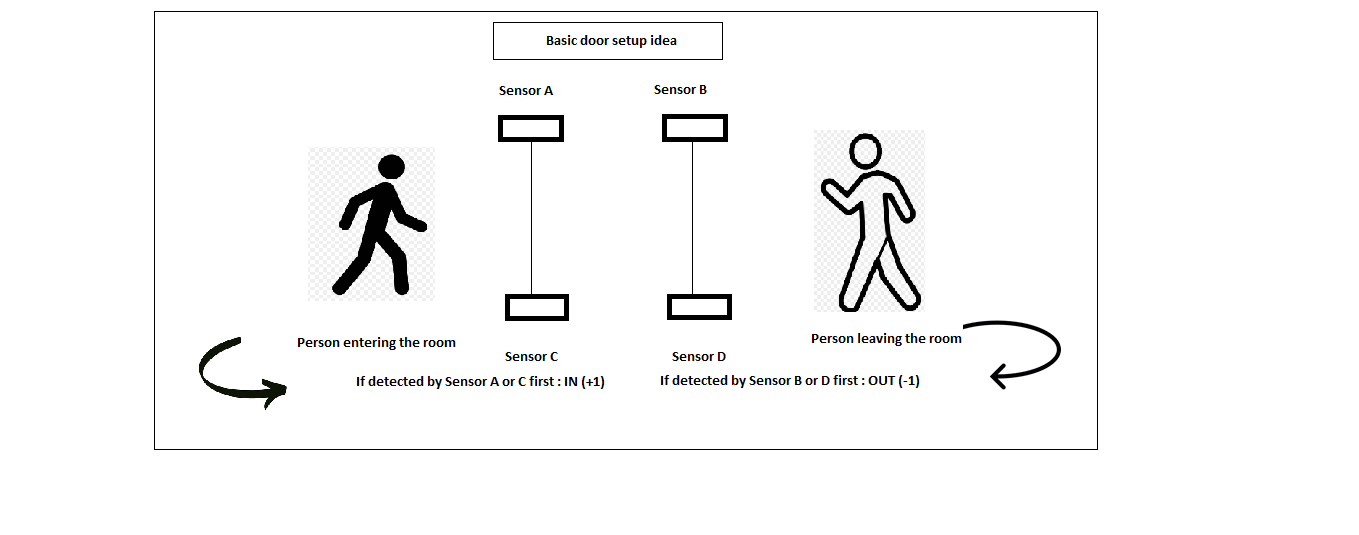 Basic door setup idea
Sensor A
Sensor B
Person entering the room
Person leaving the room
Sensor C
Sensor D
If detected by Sensor A or C first : IN (+1)
If detected by Sensor B or D first : OUT (-1)